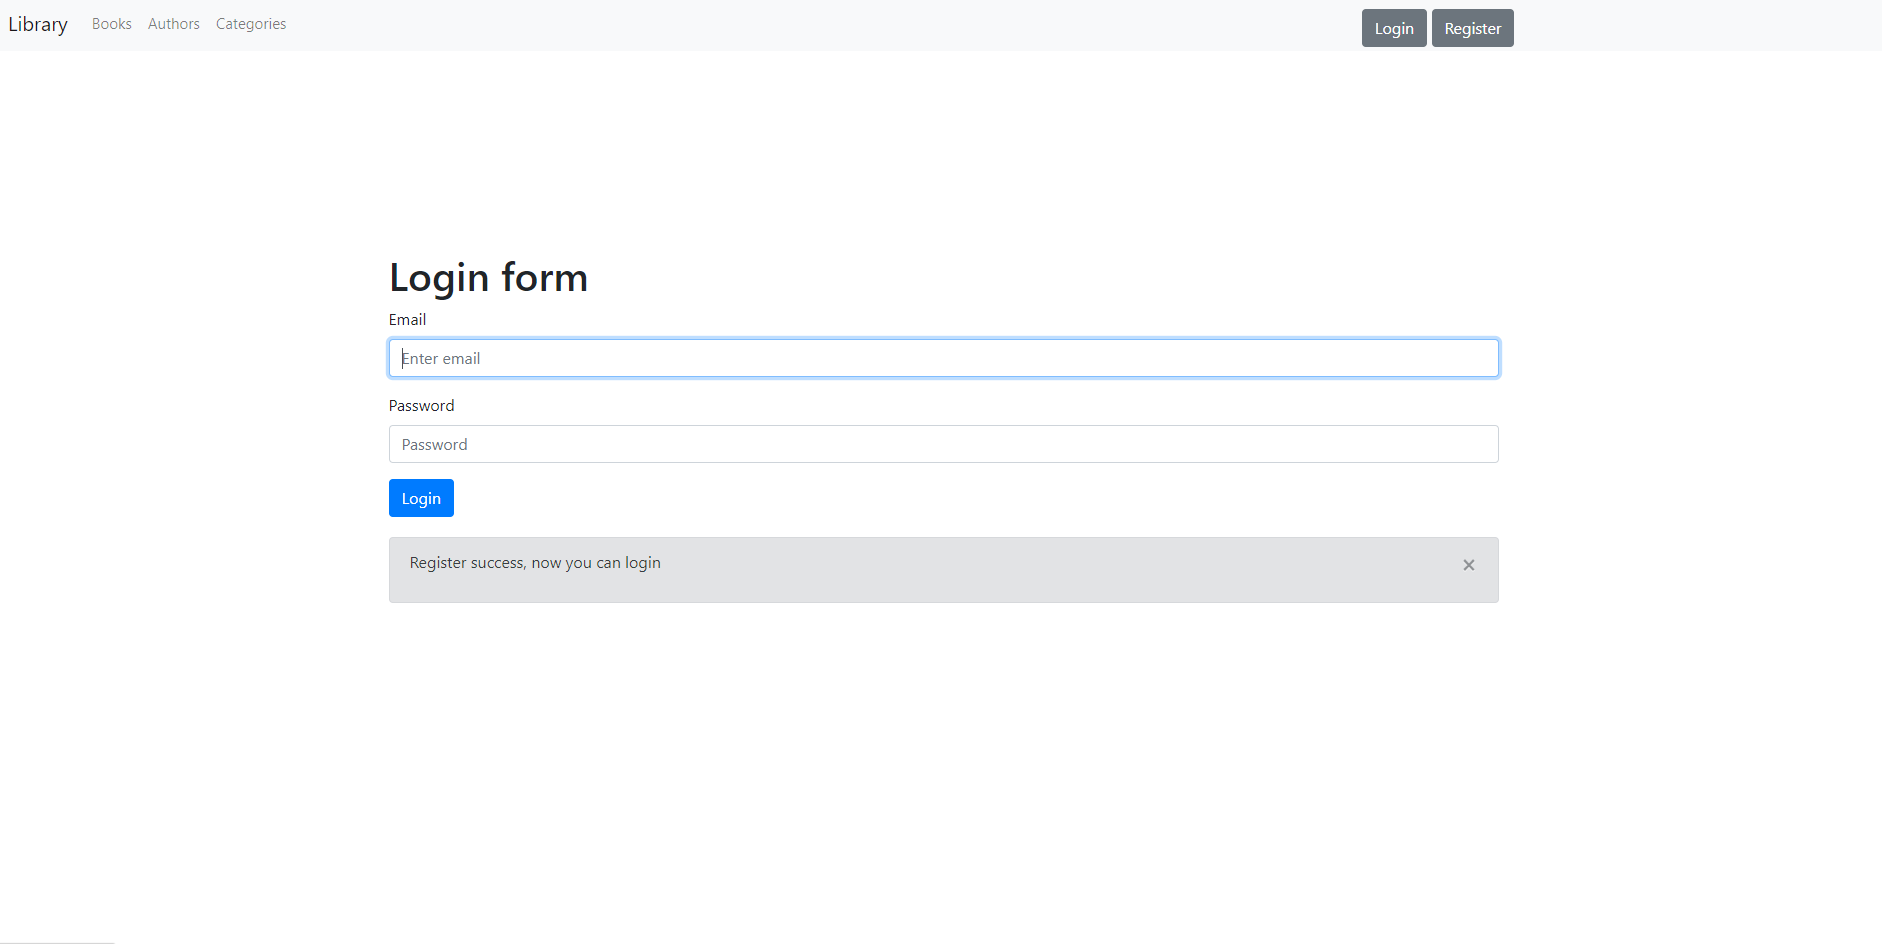 Library Books Authors Categories Login Register
Login form
Email
Enter email
Password
Password
Login
Register success, now you can login ×